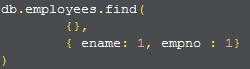 db.employees.find(
{},
{ ename: 1, empno : 1}
)